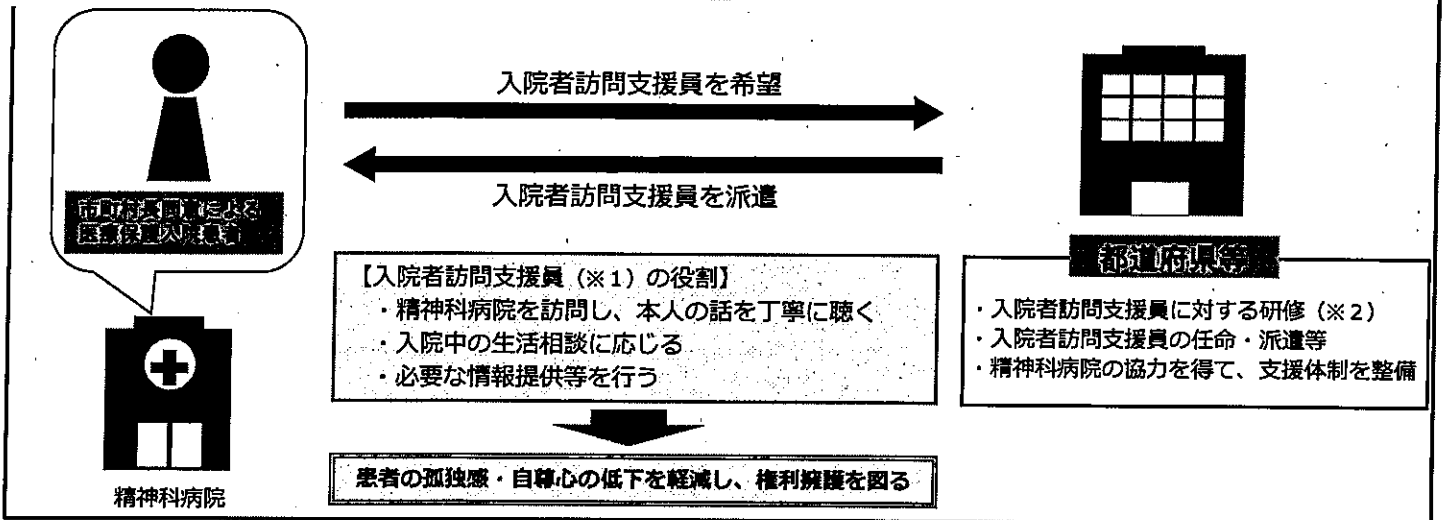 入院者訪問支援員を希望
入院者訪問支援員を派遣
市町村長同意による
医療保護入院患者
精神科病院
【入院者訪問支援員（※1）の役割】
・精神科病院を訪問し、本人の話を丁寧に聴く
・入院中の生活相談に応じる
・必要な情報提供等を行う
患者の孤独感・自尊心の低下を軽減し、権利擁護を図る
都道府県等
・入院者訪問支援員に対する研修（※2）
・入院者訪問支援員の任命・派遣等
・精神科病院の協力を得て、支援体制を整備